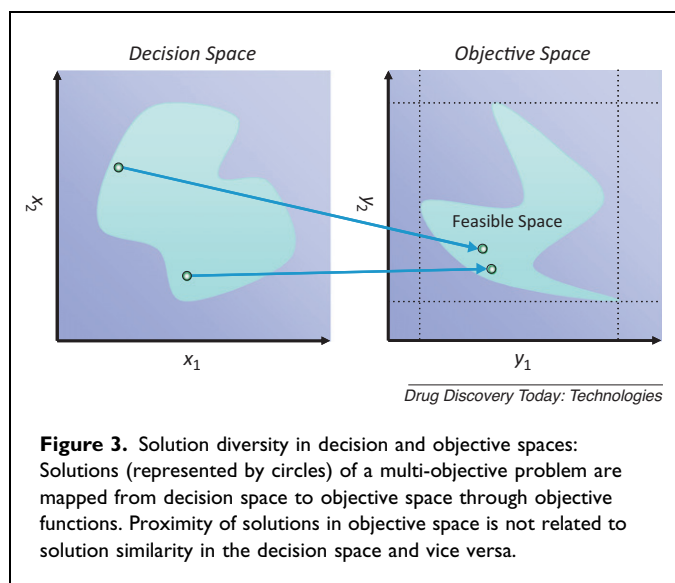 Decision Space
Objective Space
x2
x1
y2
Feasible Space
y1
Drug Discovery Today: Technologies
Figure 3. Solution diversity in decision and objective spaces:
Solutions (represented by circles) of a multi-objective problem are
mapped from decision space to objective space through objective
functions. Proximity of solutions in objective space is not related to
solution similarity in the decision space and vice versa.